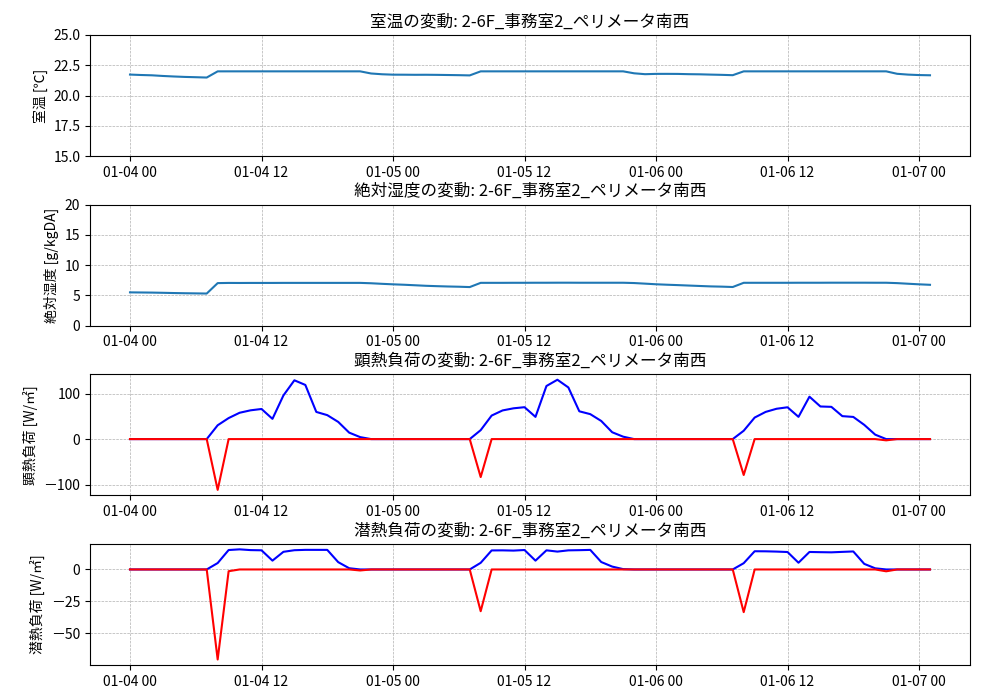 室温の変動: 2-6F_事務室2_ペリメータ南西
室温 [℃]
25.0
22.5
20.0
17.5
15.0
01-04 00 01-04 12 01-05 00 01-05 12 01-06 00 01-06 12 01-07 00
絶対湿度の変動: 2-6F_事務室2_ペリメータ南西
絶対湿度 [g/kgDA]
20
15
10
5
0
01-04 00 01-04 12 01-05 00 01-05 12 01-06 00 01-06 12 01-07 00
顕熱負荷の変動: 2-6F_事務室2_ペリメータ南西
顕熱負荷 [W/㎡]
100
0
−100
01-04 00 01-04 12 01-05 00 01-05 12 01-06 00 01-06 12 01-07 00
潜熱負荷の変動: 2-6F_事務室2_ペリメータ南西
潜熱負荷 [W/㎡]
0
−25
−50
01-04 00 01-04 12 01-05 00 01-05 12 01-06 00 01-06 12 01-07 00